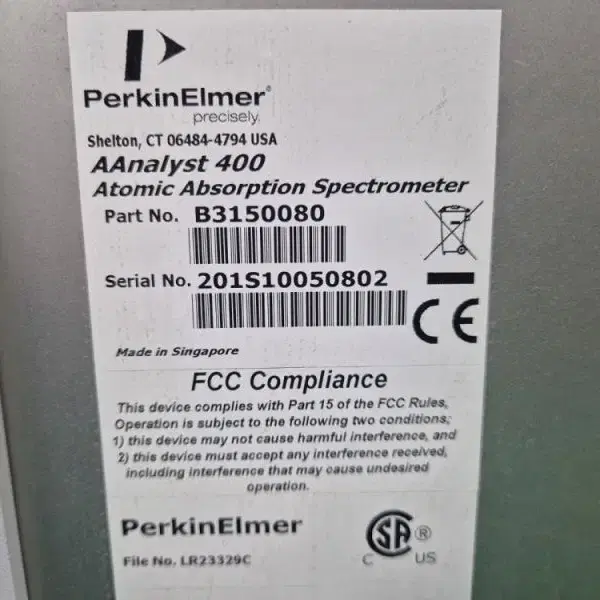 PerkinElmer®
precisely.
Shelton, CT 06484-4794 USA
AAnalyst 400
Atomic Absorption Spectrometer
Part No. B3150080
Serial No. 201S10050802
CE
Made in Singapore
FCC Compliance
This device complies with Part 15 of the FCC Rules,
Operation is subject to the following two conditions;
1) this device may not cause harmful interference, and
2) this device must accept any interference received,
including interference that may cause undesired
operation.
PerkinElmer
SA ®
File No. LR23329C
C US